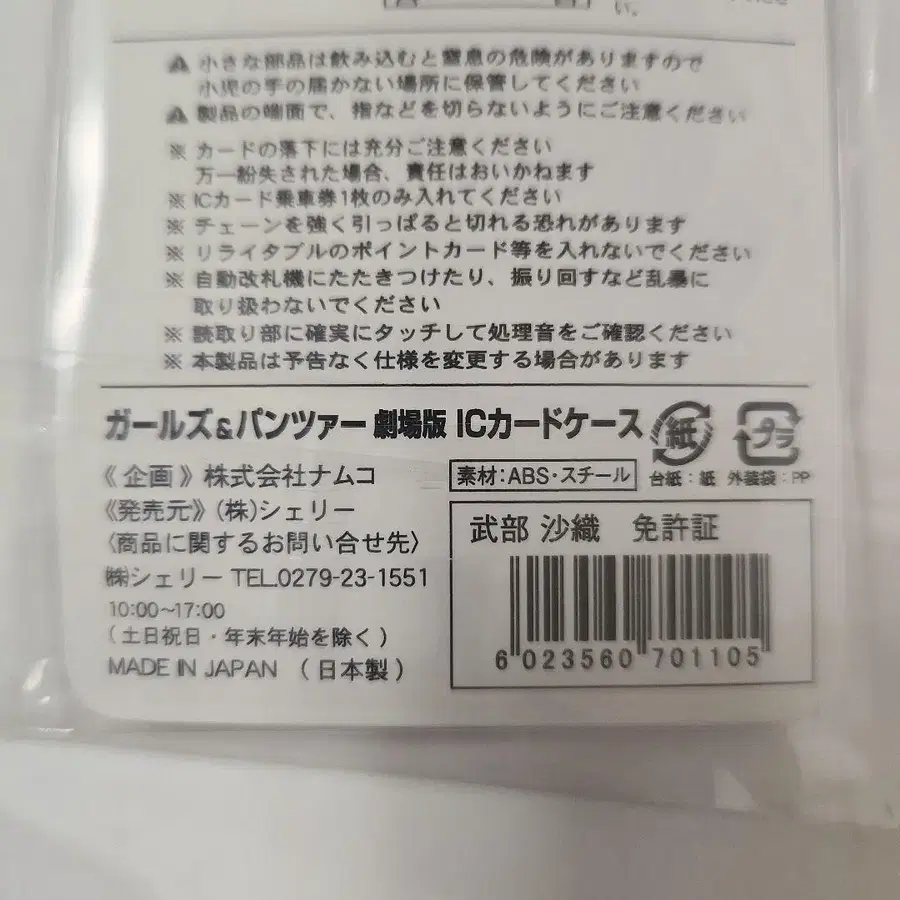 い。
⚠ 小さな部品は飲み込むと窒息の危険がありますので
小児の手の届かない場所に保管してください
⚠ 製品の端面で、指などを切らないようにご注意ください
※ カードの落下には充分ご注意ください
万一紛失された場合、責任はおいかねます
※ ICカード乗車券1枚のみ入れてください
※ チェーンを強く引っぱると切れる恐れがあります
※ リライタブルのポイントカード等を入れないでください
※ 自動改札機にたたきつけたり、振り回すなど乱暴に
取り扱わないでください
※ 読取り部に確実にタッチして処理音をご確認ください
※ 本製品は予告なく仕様を変更する場合があります
ガールズ&パンツァー 劇場版 ICカードケース
紙
プラ
《 企画 》 株式会社ナムコ
素材:ABS・スチール
台紙:紙 外装袋:PP
《発売元》(株)シェリー
〈商品に関するお問い合せ先〉
㈱シェリー TEL.0279-23-1551
10:00~17:00
(土日祝日・年末年始を除く)
MADE IN JAPAN (日本製)
武部 沙織 免許証
6 023560 701105